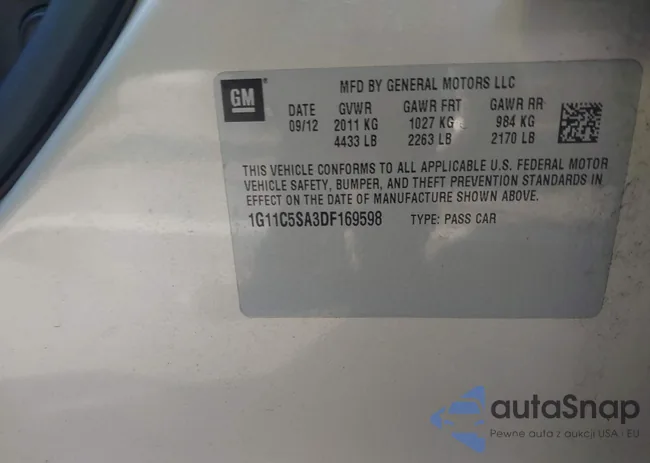 GM
MFD BY GENERAL MOTORS LLC
DATE GVWR GAWR FRT GAWR RR
09/12 2011 KG 1027 KG 984 KG
4433 LB 2263 LB 2170 LB
THIS VEHICLE CONFORMS TO ALL APPLICABLE U.S. FEDERAL MOTOR
VEHICLE SAFETY, BUMPER, AND THEFT PREVENTION STANDARDS IN
EFFECT ON THE DATE OF MANUFACTURE SHOWN ABOVE.
1G11C5SA3DF169598 TYPE: PASS CAR
autaSnap
Pewne auta z aukcji USA i EU